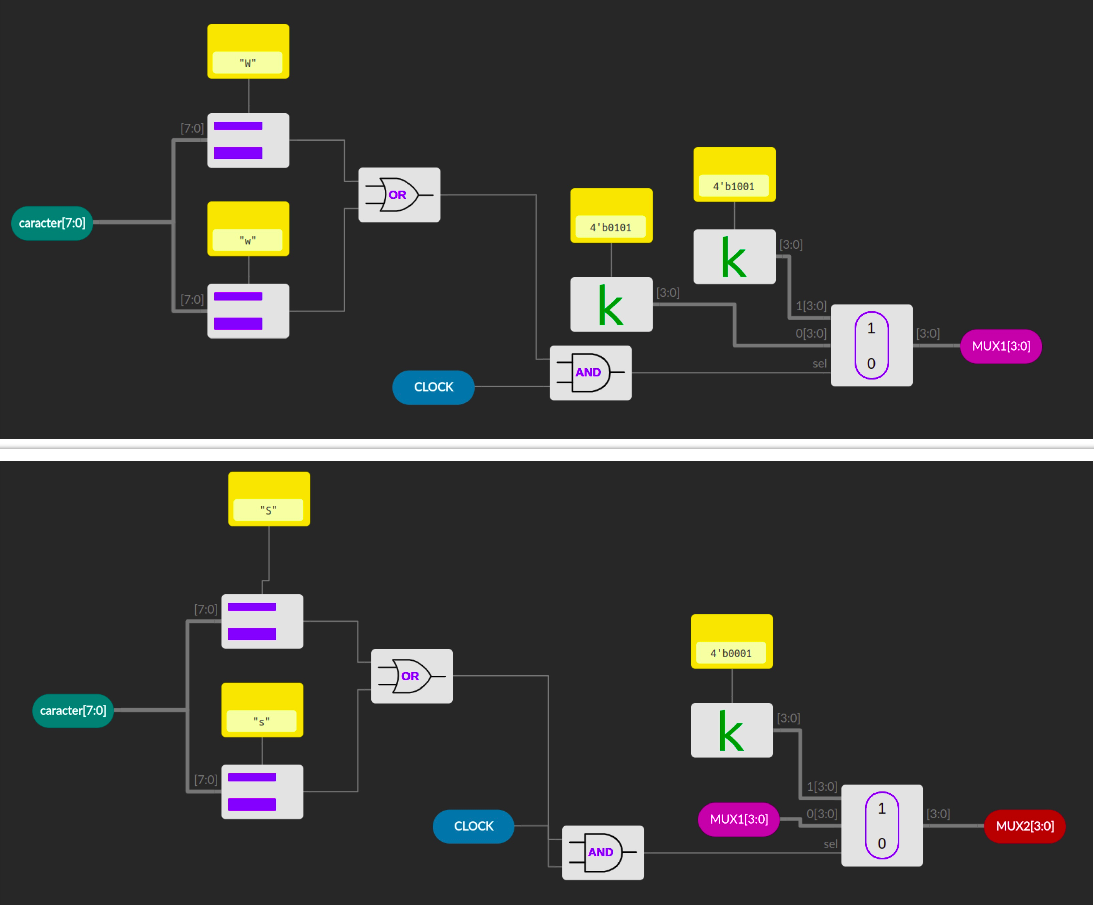 "W"
[7:0]
OR
caracter[7:0]
"w"
[7:0]
4'b1001
4'b0101
k
[3:0]
k
[3:0]
1[3:0]
0[3:0]
sel
1
0
[3:0]
MUX1[3:0]
CLOCK
AND
"S"
[7:0]
OR
caracter[7:0]
"s"
[7:0]
4'b0001
k
[3:0]
1[3:0]
MUX1[3:0]
0[3:0]
sel
1
0
[3:0]
MUX2[3:0]
CLOCK
AND